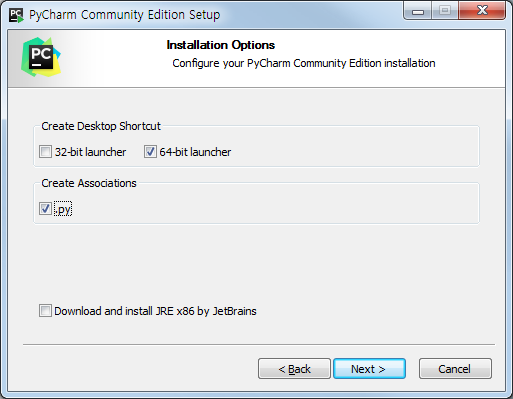 PC PyCharm Community Edition Setup
PC
Installation Options
Configure your PyCharm Community Edition installation
Create Desktop Shortcut
32-bit launcher 64-bit launcher
Create Associations
.py
Download and install JRE x86 by JetBrains
< Back Next > Cancel